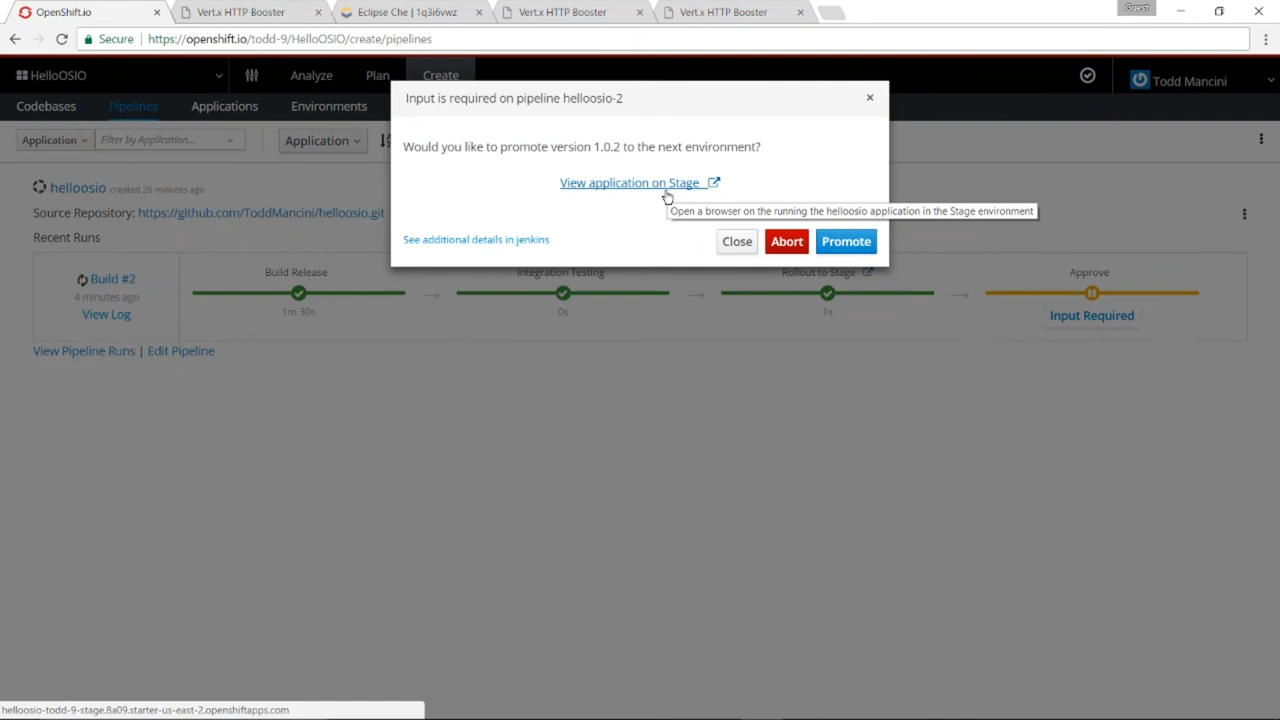 OpenShift.io
Vert.x HTTP Booster
Eclipse Che | 1q3i6vwz
Vert.x HTTP Booster
Vert.x HTTP Booster
Guest
Secure
https://openshift.io/todd-9/HelloOSIO/create/pipelines
HelloOSIO
Analyze
Plan
Create
Todd Mancini
Codebases
Pipelines
Applications
Environments
Application
Filter by Application...
Application
Input is required on pipeline helloosio-2
Would you like to promote version 1.0.2 to the next environment?
View application on Stage
Open a browser on the running the helloosio application in the Stage environment
See additional details in jenkins
Close
Abort
Promote
helloosio created 26 minutes ago
Source Repository: https://github.com/ToddMancini/helloosio.git
Recent Runs
Build #2
4 minutes ago
View Log
Build Release
1m 30s
Integration Testing
0s
Rollout to Stage
1s
Approve
Input Required
View Pipeline Runs | Edit Pipeline
helloosio-todd-9-stage.8a09.starter-us-east-2.openshiftapps.com